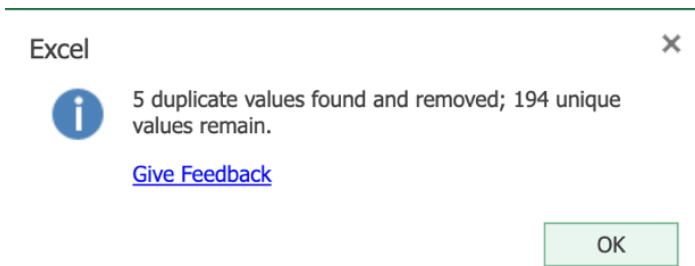 Excel
5 duplicate values found and removed; 194 unique
values remain.
Give Feedback
OK